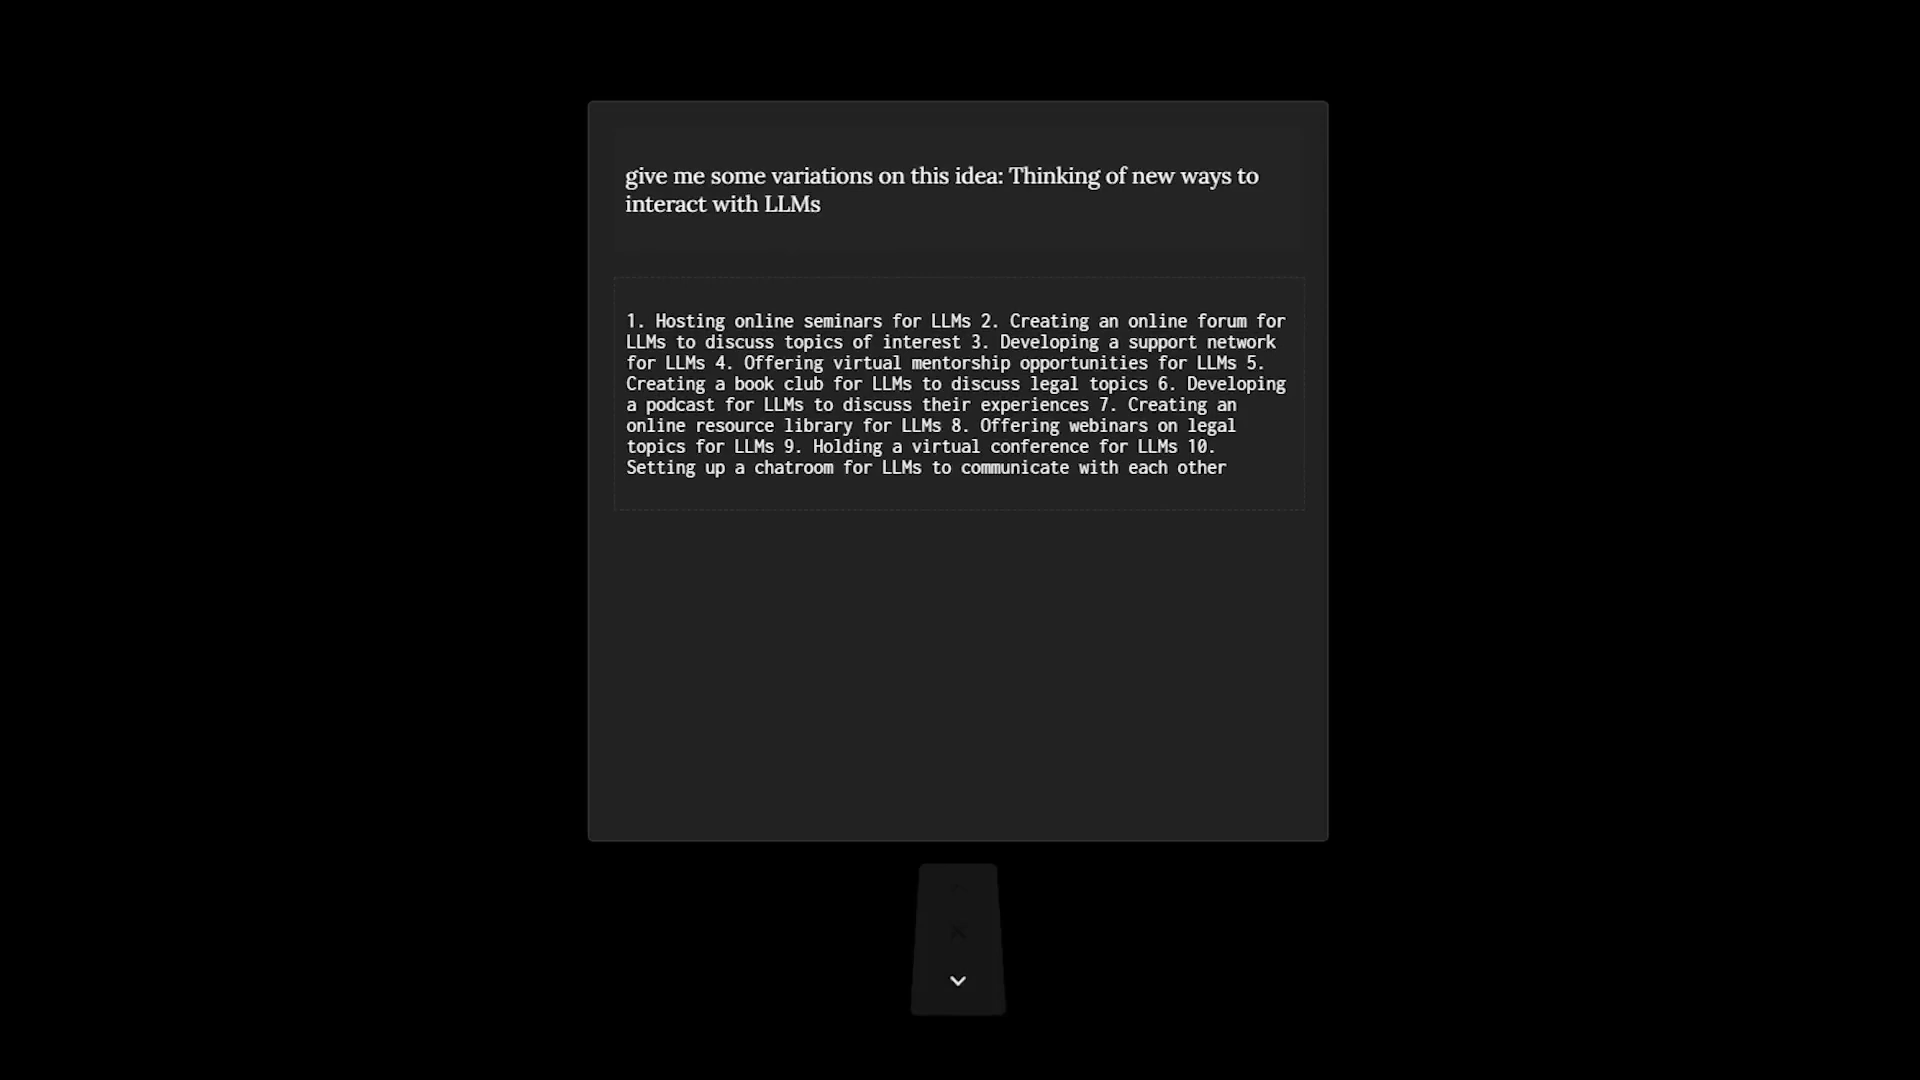 give me some variations on this idea: Thinking of new ways to
interact with LLMs
1. Hosting online seminars for LLMs 2. Creating an online forum for
LLMs to discuss topics of interest 3. Developing a support network
for LLMs 4. Offering virtual mentorship opportunities for LLMs 5.
Creating a book club for LLMs to discuss legal topics 6. Developing
a podcast for LLMs to discuss their experiences 7. Creating an
online resource library for LLMs 8. Offering webinars on legal
topics for LLMs 9. Holding a virtual conference for LLMs 10.
Setting up a chatroom for LLMs to communicate with each other